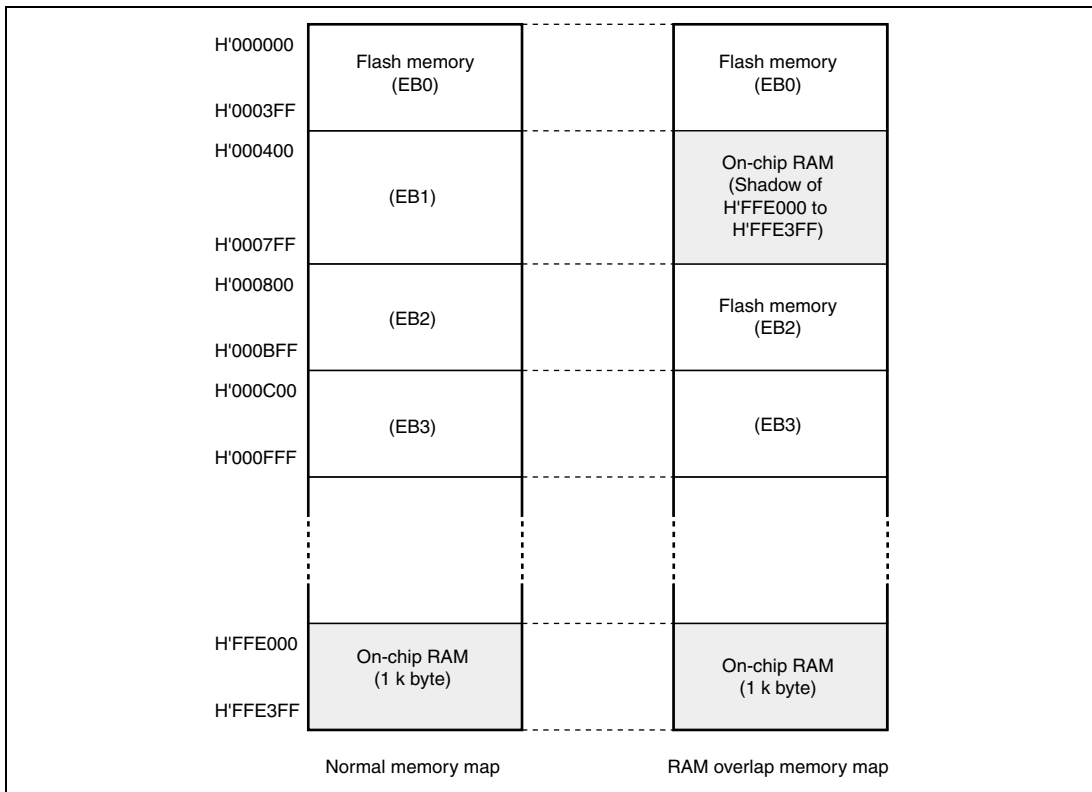 H'000000
Flash memory
(EB0)
H'0003FF
H'000400
(EB1)
H'0007FF
H'000800
(EB2)
H'000BFF
H'000C00
(EB3)
H'000FFF
H'FFE000
On-chip RAM
(1 k byte)
H'FFE3FF
Normal memory map
Flash memory
(EB0)
On-chip RAM
(Shadow of
H'FFE000 to
H'FFE3FF)
Flash memory
(EB2)
(EB3)
On-chip RAM
(1 k byte)
RAM overlap memory map